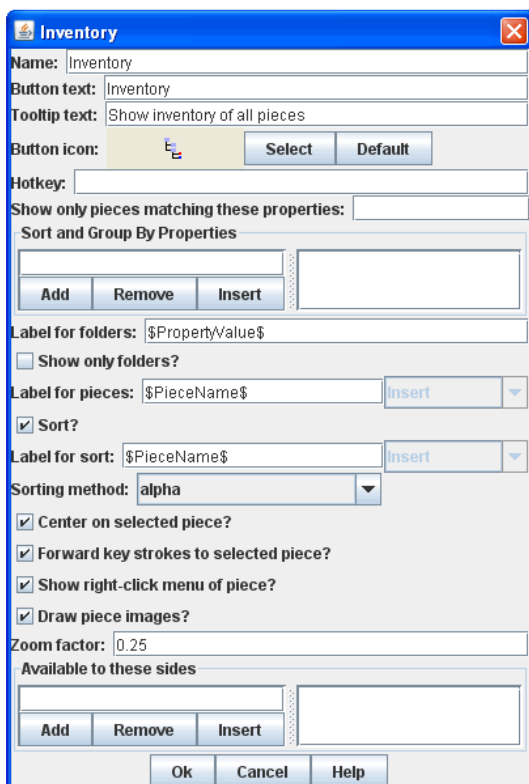 Inventory
Name: Inventory
Button text: Inventory
Tooltip text: Show inventory of all pieces
Button icon: Select Default
Hotkey:
Show only pieces matching these properties:
Sort and Group By Properties
Add Remove Insert
Label for folders: $PropertyValue$
Show only folders?
Label for pieces: $PieceName$ Insert
Sort?
Label for sort: $PieceName$ Insert
Sorting method: alpha
Center on selected piece?
Forward key strokes to selected piece?
Show right-click menu of piece?
Draw piece images?
Zoom factor: 0.25
Available to these sides
Add Remove Insert
Ok Cancel Help